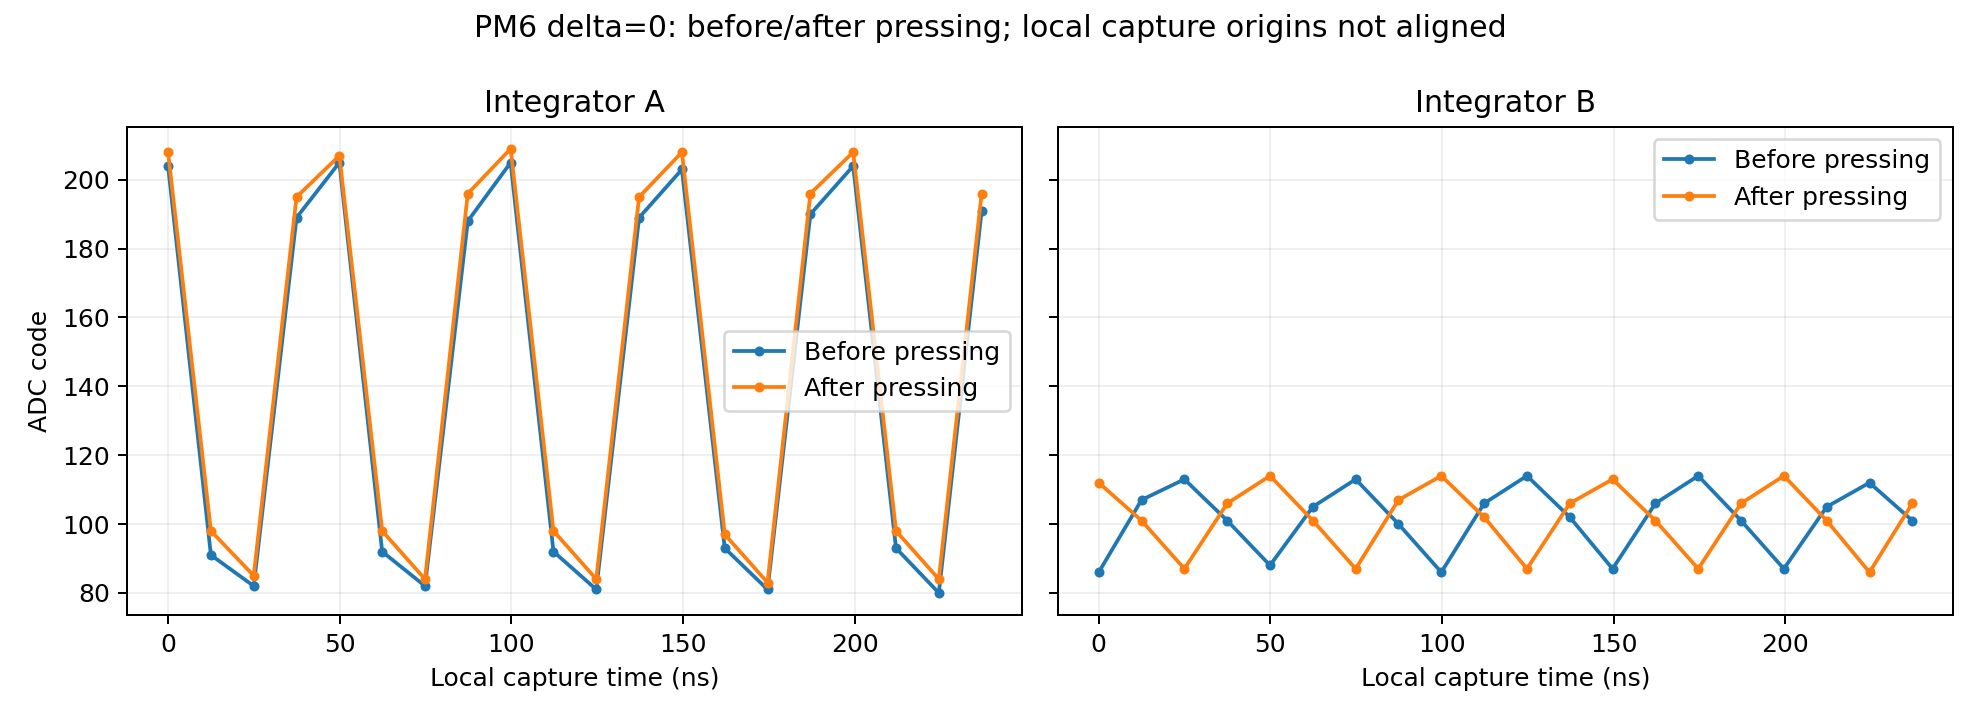 PM6 delta=0: before/after pressing; local capture origins not aligned
Integrator A
Integrator B
ADC code
200
180
160
140
120
100
80
Before pressing
After pressing
Before pressing
After pressing
0
50
100
150
200
0
50
100
150
200
Local capture time (ns)
Local capture time (ns)